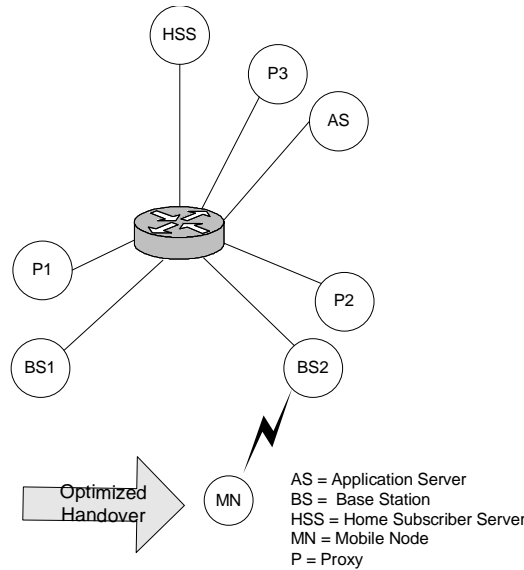 HSS
P3
AS
P1
P2
BS1
BS2
Optimized
Handover
MN
AS = Application Server
BS = Base Station
HSS = Home Subscriber Server
MN = Mobile Node
P = Proxy